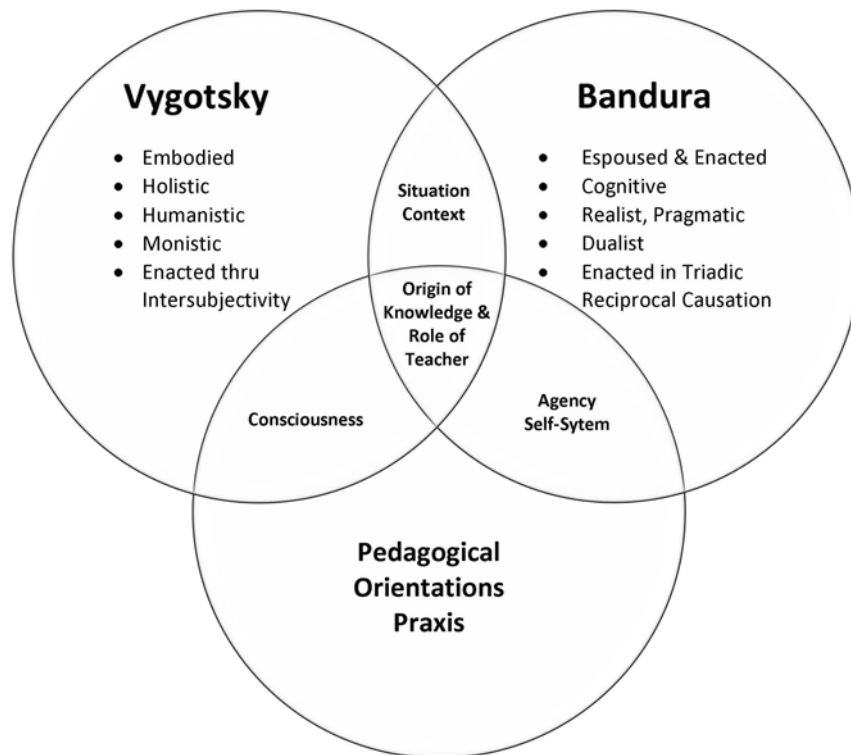 Vygotsky
• Embodied
• Holistic
• Humanistic
• Monistic
• Enacted thru
Intersubjectivity
Bandura
• Espoused & Enacted
• Cognitive
• Realist, Pragmatic
• Dualist
• Enacted in Triadic
Reciprocal Causation
Situation
Context
Origin of
Knowledge &
Role of
Teacher
Consciousness
Agency
Self-Sytem
Pedagogical
Orientations
Praxis